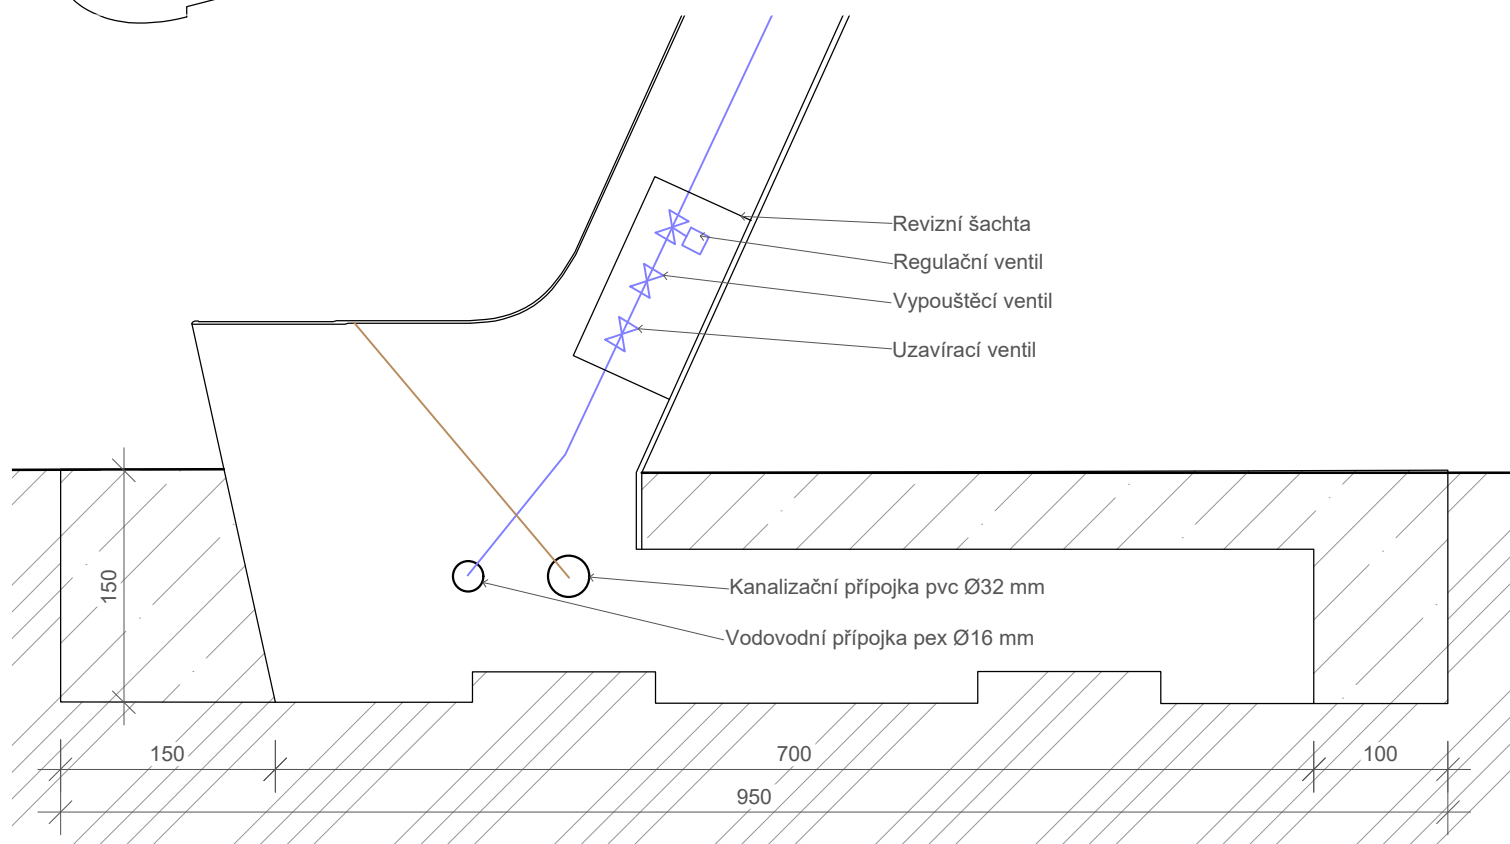 Revizní šachta
Regulační ventil
Vypouštěcí ventil
Uzavírací ventil
150
Kanalizační přípojka pvc Ø32 mm
Vodovodní přípojka pex Ø16 mm
150
700
100
950